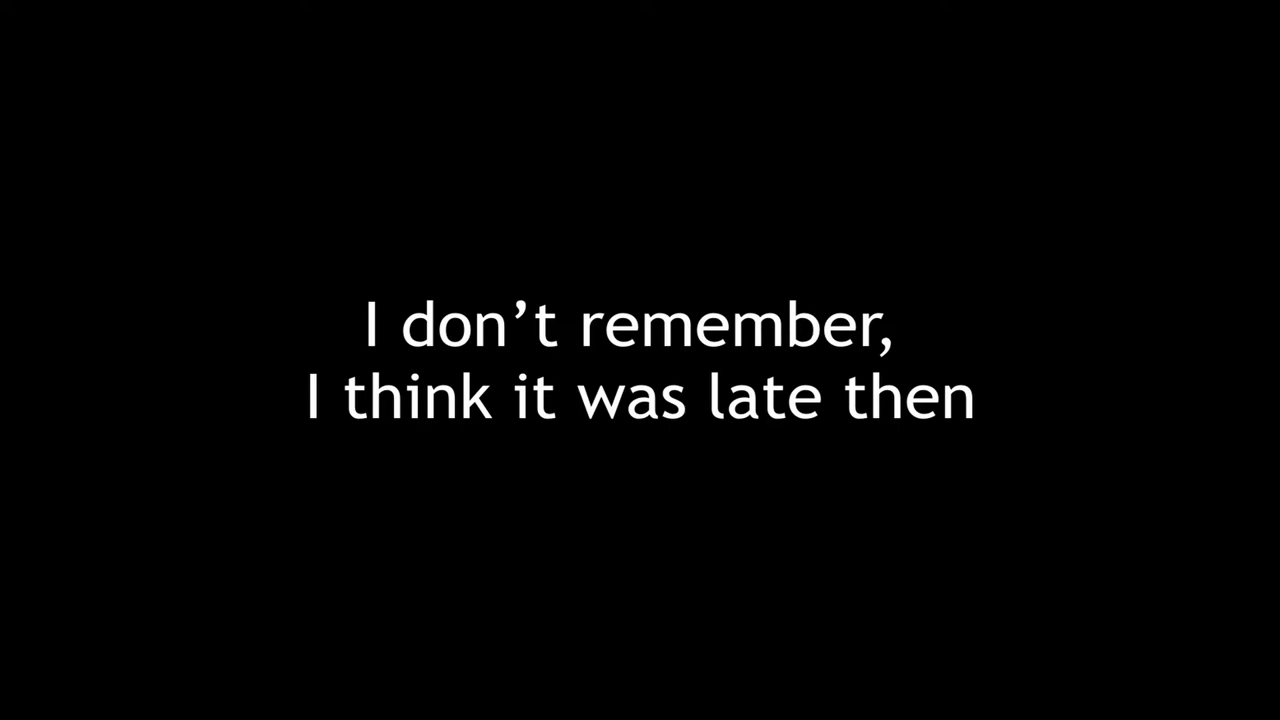 I don’t remember,
I think it was late then